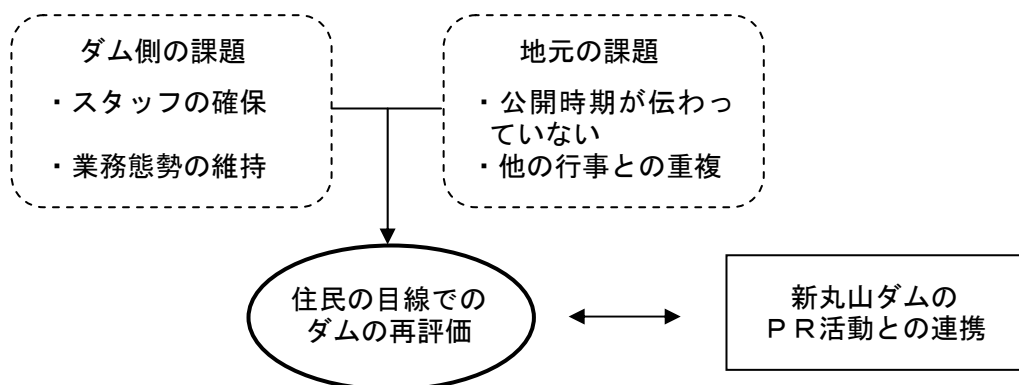 ダム側の課題
・スタッフの確保
・業務態勢の維持
地元の課題
・公開時期が伝わっ
ていない
・他の行事との重複
住民の目線での
ダムの再評価
新丸山ダムの
ＰＲ活動との連携